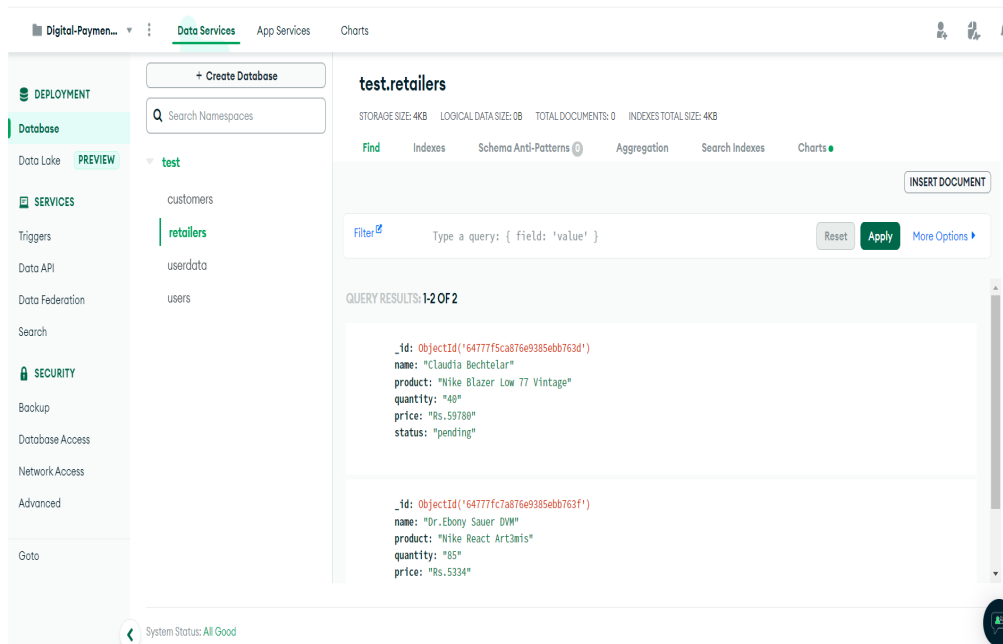 Digital-Paymen...
Data Services
App Services
Charts
DEPLOYMENT
Database
Data Lake PREVIEW
SERVICES
Triggers
Data API
Data Federation
Search
SECURITY
Backup
Database Access
Network Access
Advanced
Goto
+ Create Database
Search Namespaces
test
customers
retailers
userdata
users
test.retailers
STORAGE SIZE: 4KB LOGICAL DATA SIZE: 0B TOTAL DOCUMENTS: 0 INDEXES TOTAL SIZE: 4KB
Find Indexes Schema Anti-Patterns 0 Aggregation Search Indexes Charts
INSERT DOCUMENT
Filter Type a query: { field: 'value' } Reset Apply More Options
QUERY RESULTS: 1-2 OF 2
_id: ObjectId('64777f5ca876e9385ebb763d')
name: "Claudia Bechtelar"
product: "Nike Blazer Low 77 Vintage"
quantity: "40"
price: "Rs.59780"
status: "pending"
_id: ObjectId('64777fc7a876e9385ebb763f')
name: "Dr.Ebony Sauer DVM"
product: "Nike React Art3mis"
quantity: "85"
price: "Rs.5334"
System Status: All Good